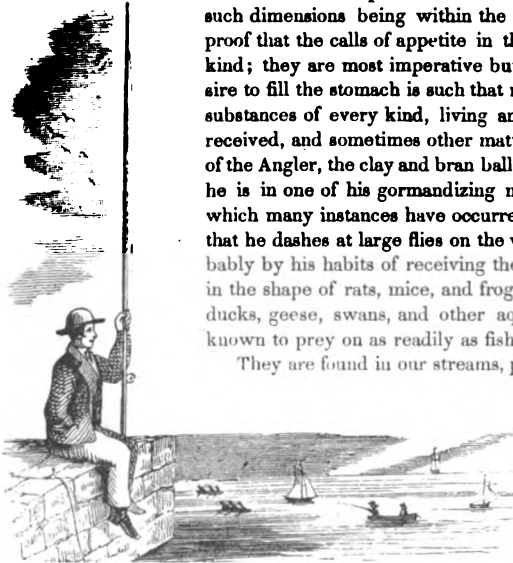 such dimensions being within the
proof that the calls of appetite in th
kind; they are most imperative but
sire to fill the stomach is such that
substances of every kind, living an
received, and sometimes other mat
of the Angler, the clay and bran ball
he is in one of his gormandizing
which many instances have occurre
that he dashes at large flies on the
bably by his habits of receiving the
in the shape of rats, mice, and frog
ducks, geese, swans, and other aq
known to prey on as readily as fish
They are found in our streams, p